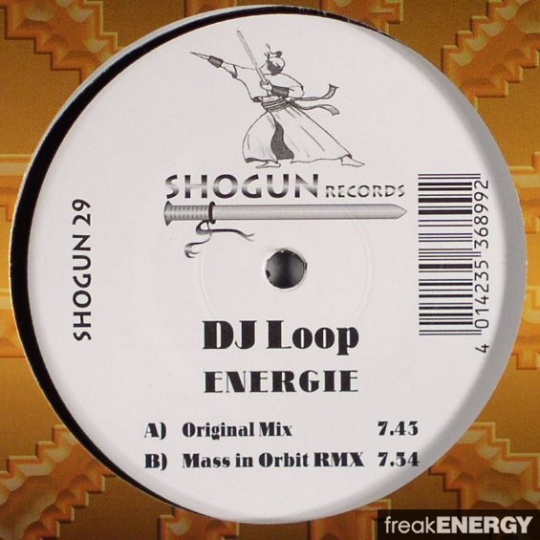 SHOGUN RECORDS
SHOGUN 29
4 014235 368992
DJ Loop
ENERGIE
A) Original Mix 7.43
B) Mass in Orbit RMX 7.54
freakENERGY